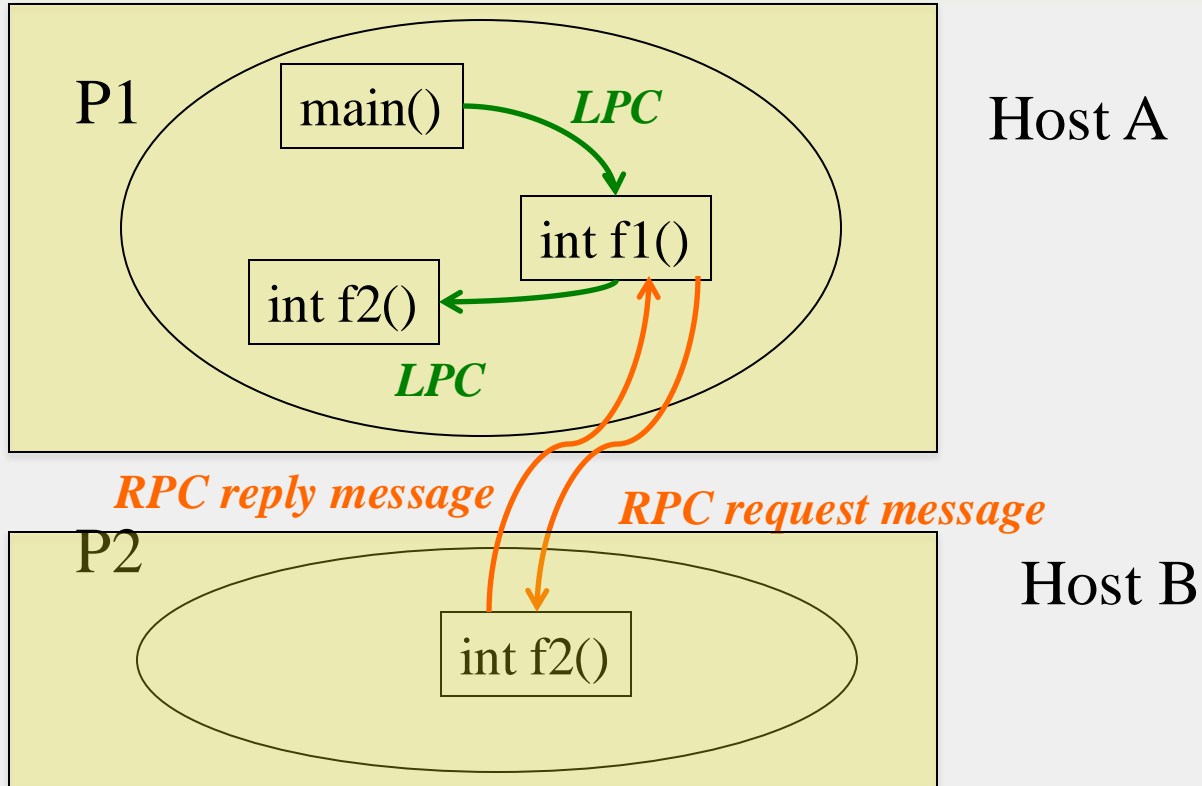 P1
main()
LPC
Host A
int f1()
int f2()
LPC
RPC reply message
RPC request message
P2
Host B
int f2()